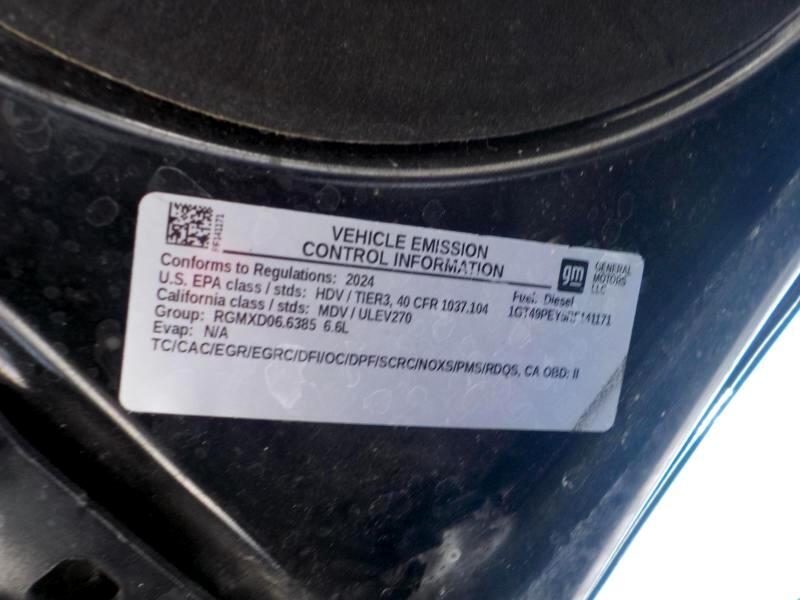 VEHICLE EMISSION
CONTROL INFORMATION
gm
GENERAL
MOTORS
LLC
Conforms to Regulations: 2024
U.S. EPA class / stds: HDV / TIER3, 40 CFR 1037.104
California class / stds: MDV / ULEV270
Group: RGMXD06.6385 6.6L
Evap: N/A
Fuel: Diesel
TC/CAC/EGR/EGRC/DFI/OC/DPF/SCRC/NOXS/PMS/RDQS, CA OBD: II